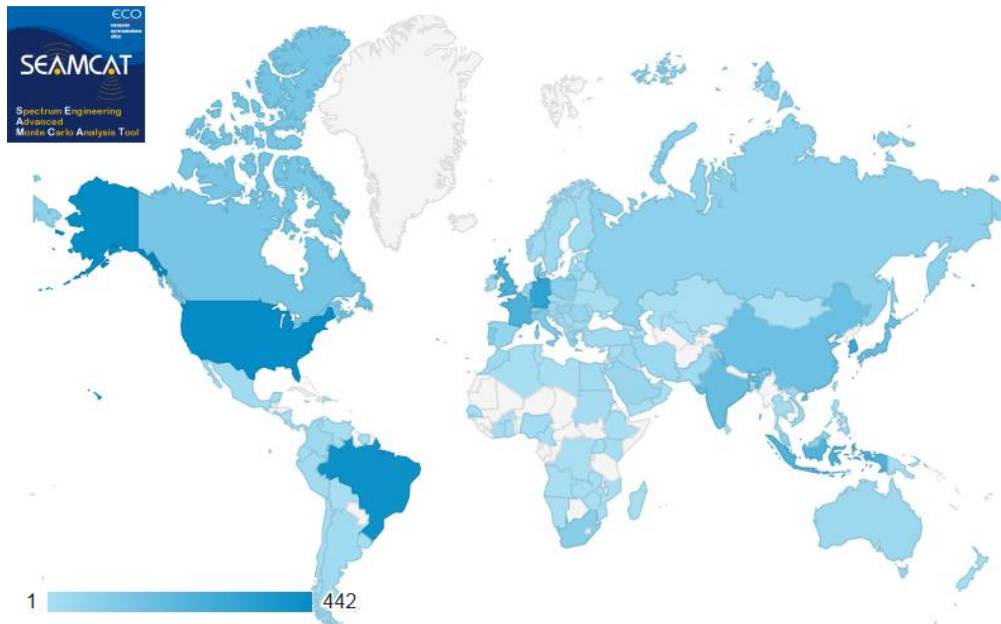 ECO
SEAMCAT
Spectrum Engineering
Advanced
Monte Carlo Analysis Tool
1
442